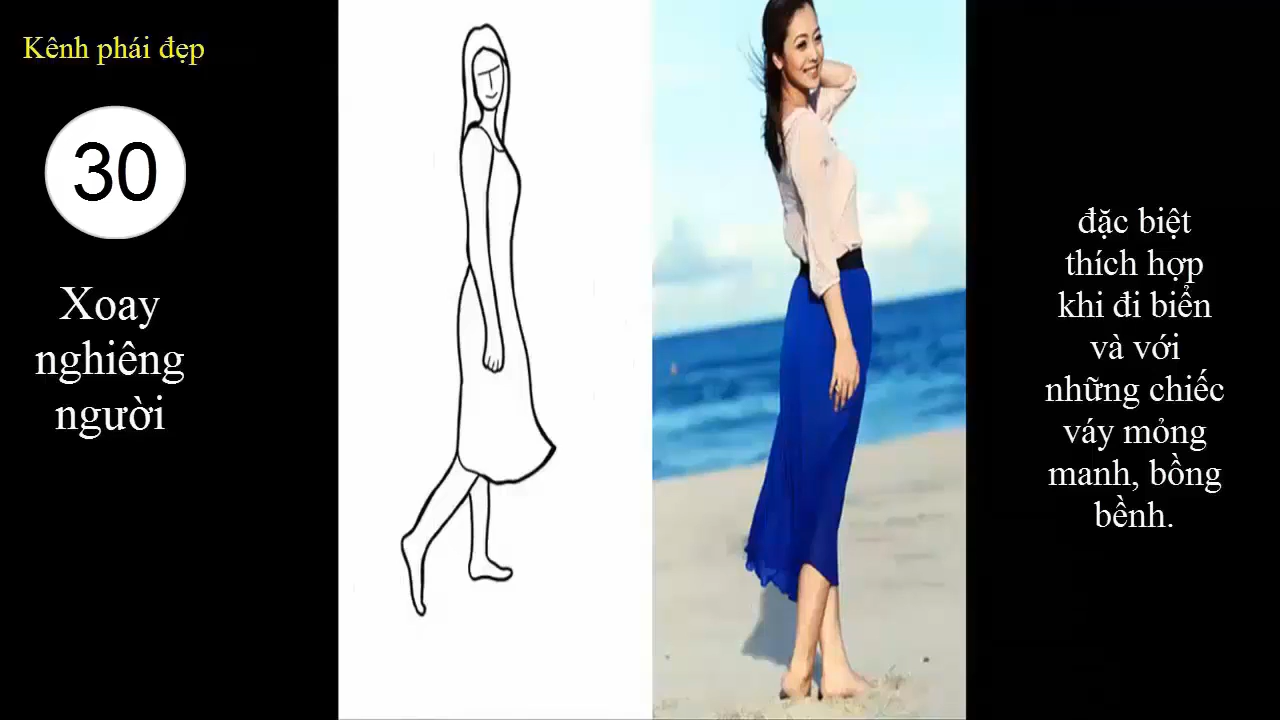 Kênh phái đẹp
30
Xoay
nghiêng
người
đặc biệt
thích hợp
khi đi biển
và với
những chiếc
váy mỏng
manh, bồng
bềnh.